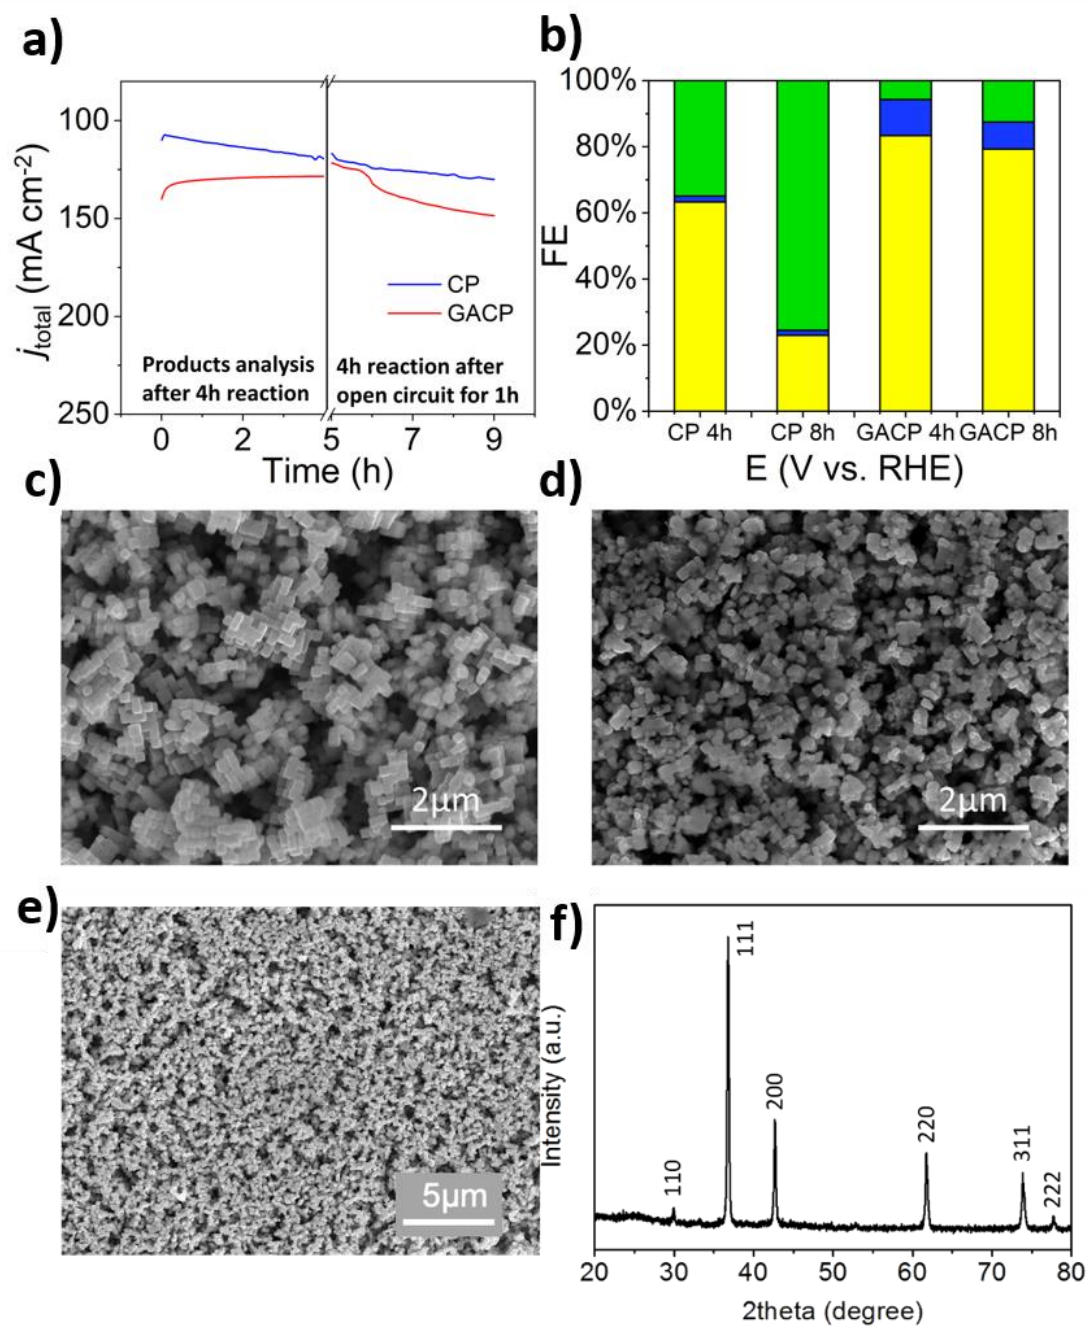 a)
100
150
200
250
j total (mA cm-2)
CP
GACP
Products analysis
after 4h reaction
4h reaction after
open circuit for 1h
0 2 5 7 9
Time (h)
b)
100%
80%
60%
40%
20%
0%
FE
CP 4h CP 8h GACP 4h GACP 8h
E (V vs. RHE)
c)
2μm
d)
2μm
e)
5μm
f)
Intensity (a.u.)
110
111
200
220
311
222
20 30 40 50 60 70 80
2theta (degree)